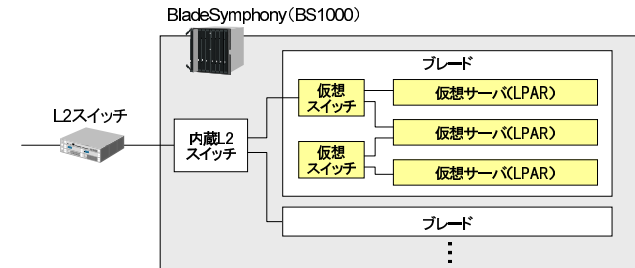 BladeSymphony(BS1000)
ブレード
仮想
スイッチ
仮想サーバ(LPAR)
L2スイッチ
内蔵L2
スイッチ
仮想サーバ(LPAR)
仮想
スイッチ
仮想サーバ(LPAR)
ブレード